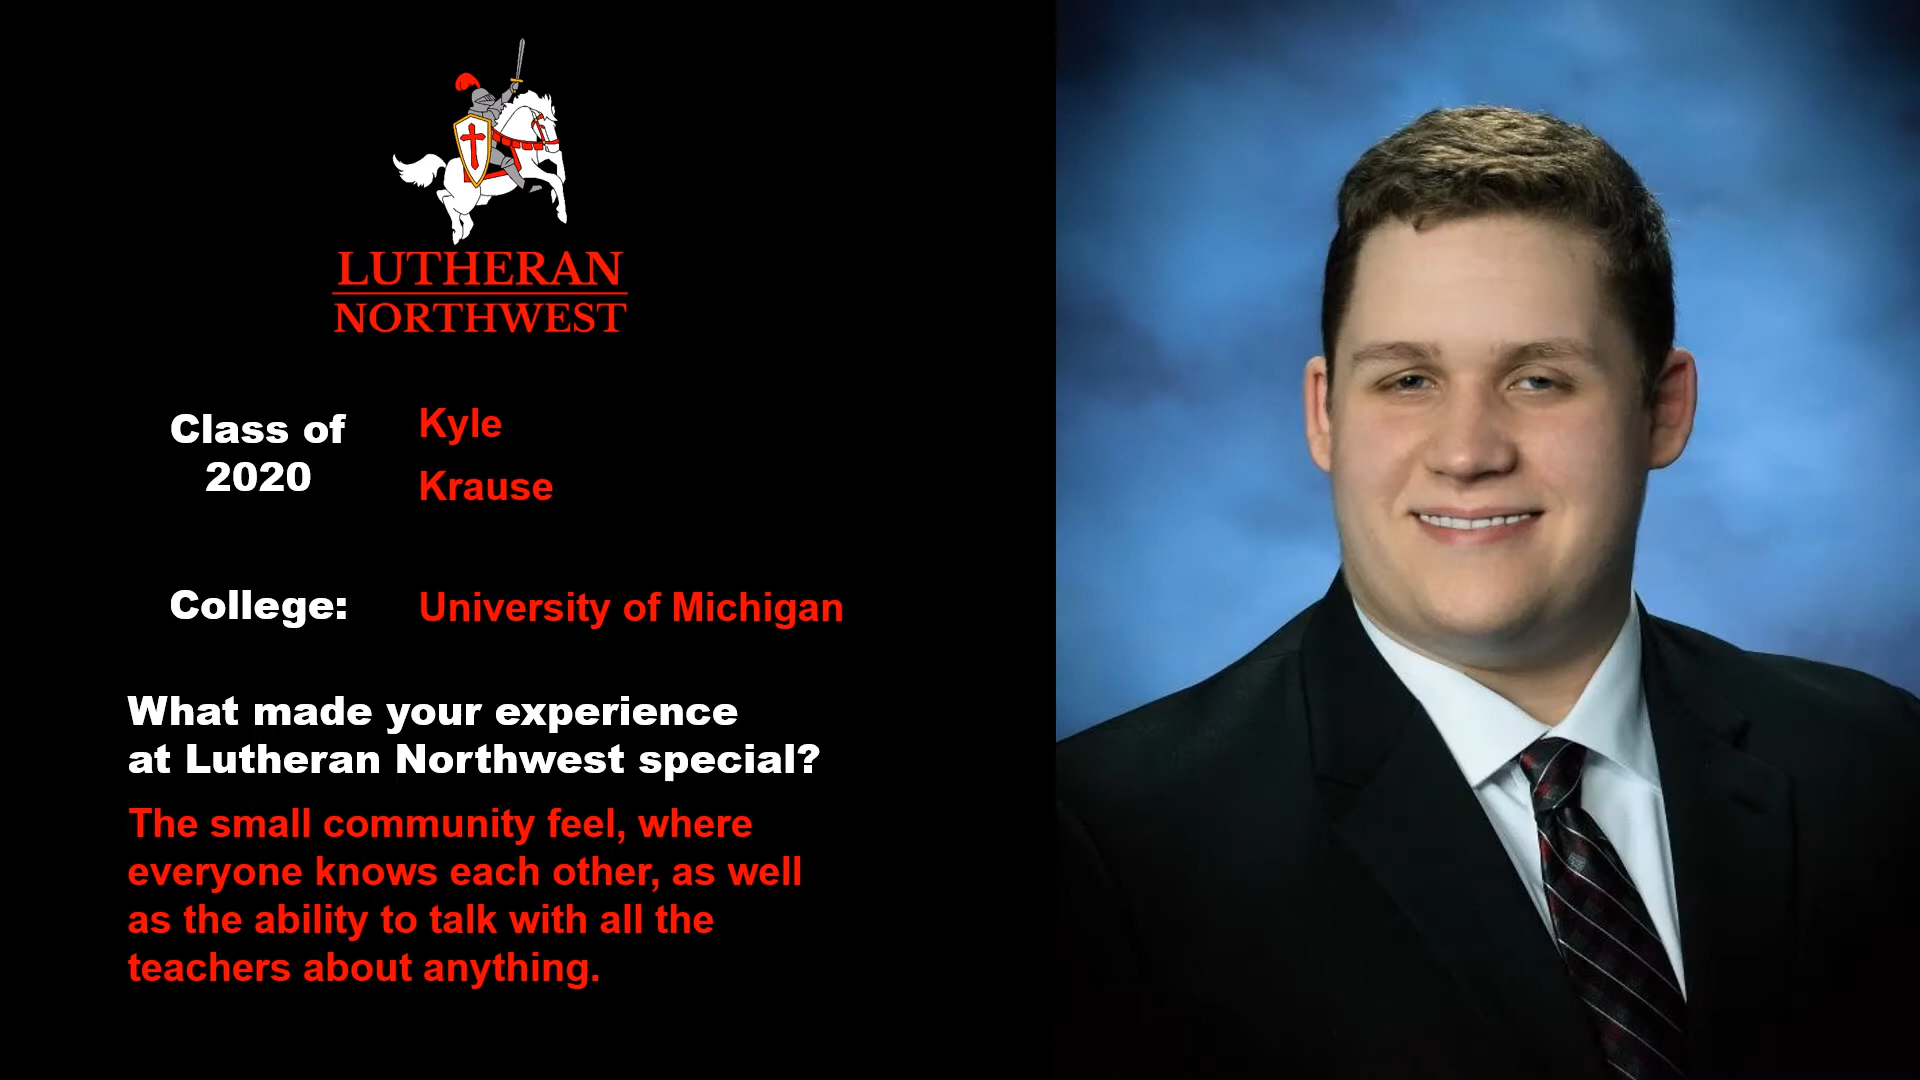 LUTHERAN
NORTHWEST
Class of
2020
Kyle
Krause
College:
University of Michigan
What made your experience
at Lutheran Northwest special?
The small community feel, where
everyone knows each other, as well
as the ability to talk with all the
teachers about anything.